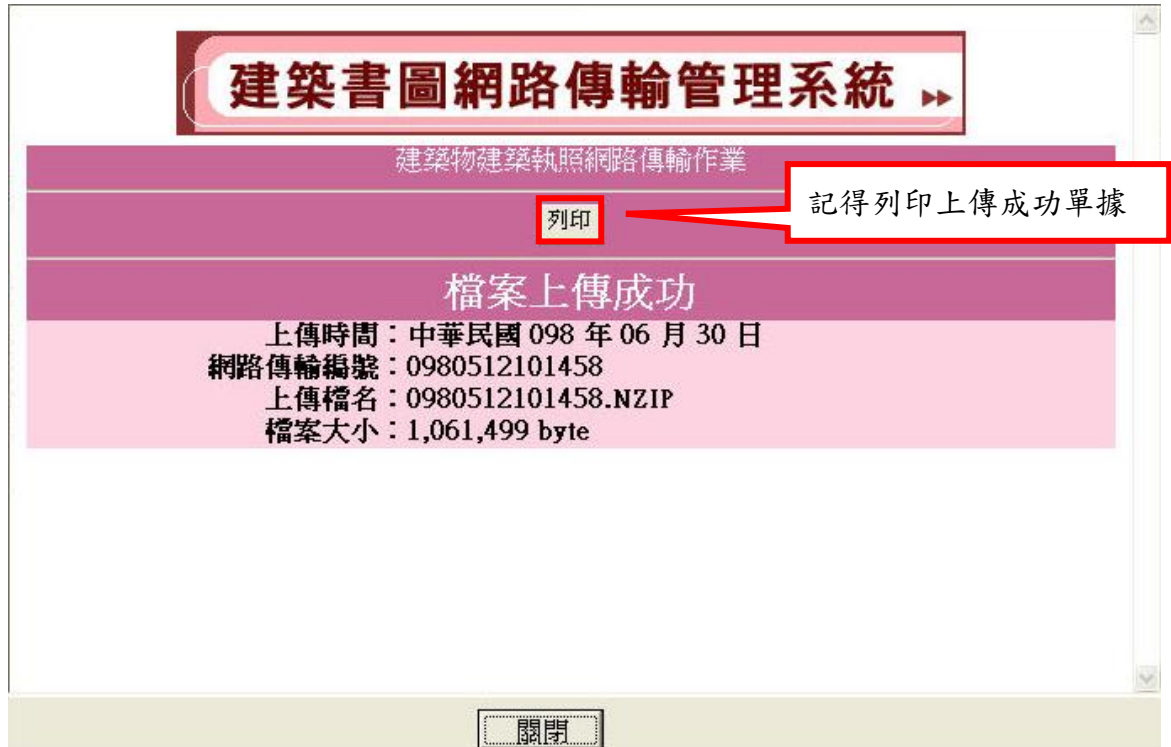 建築書圖網路傳輸管理系統
建築物建築執照網路傳輸作業
列印
記得列印上傳成功單據
檔案上傳成功
上傳時間：中華民國 098 年 06 月 30 日
網路傳輸編號：0980512101458
上傳檔名：0980512101458.NZIP
檔案大小：1,061,499 byte
關閉